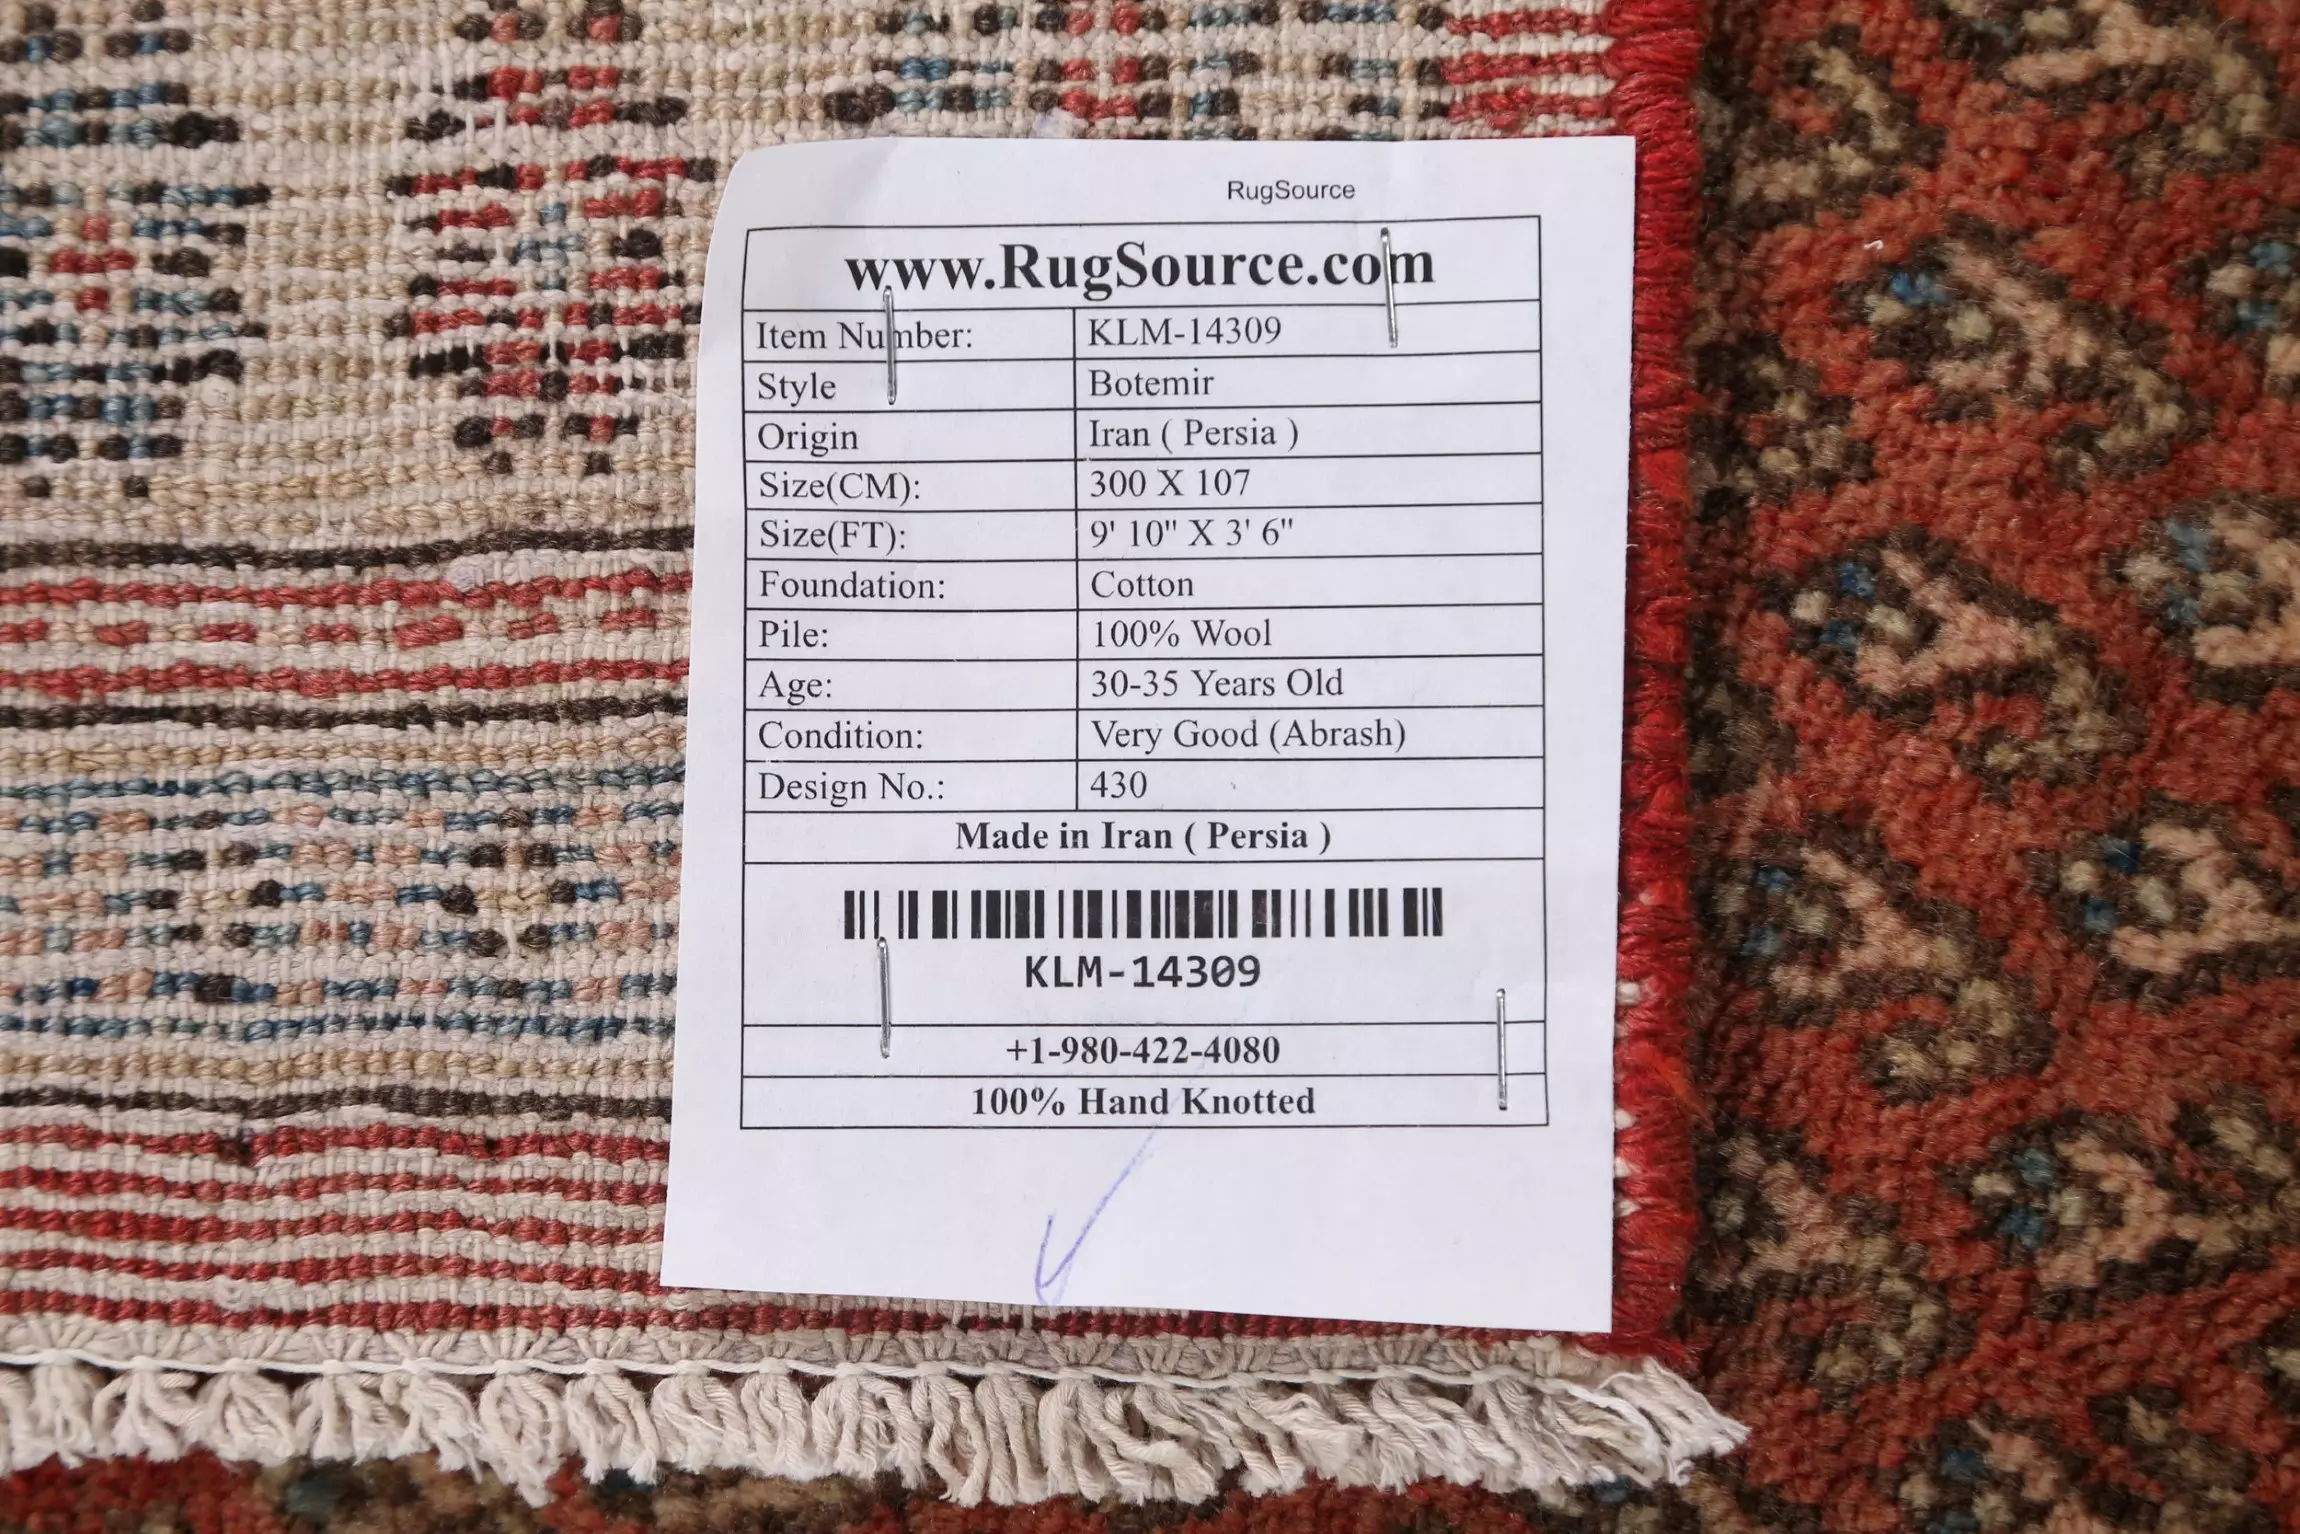 RugSource
www.RugSource.com
Item Number: KLM-14309
Style Botemir
Origin Iran ( Persia )
Size(CM): 300 X 107
Size(FT): 9' 10" X 3' 6"
Foundation: Cotton
Pile: 100% Wool
Age: 30-35 Years Old
Condition: Very Good (Abrash)
Design No.: 430
Made in Iran ( Persia )
KLM-14309
+1-980-422-4080
100% Hand Knotted